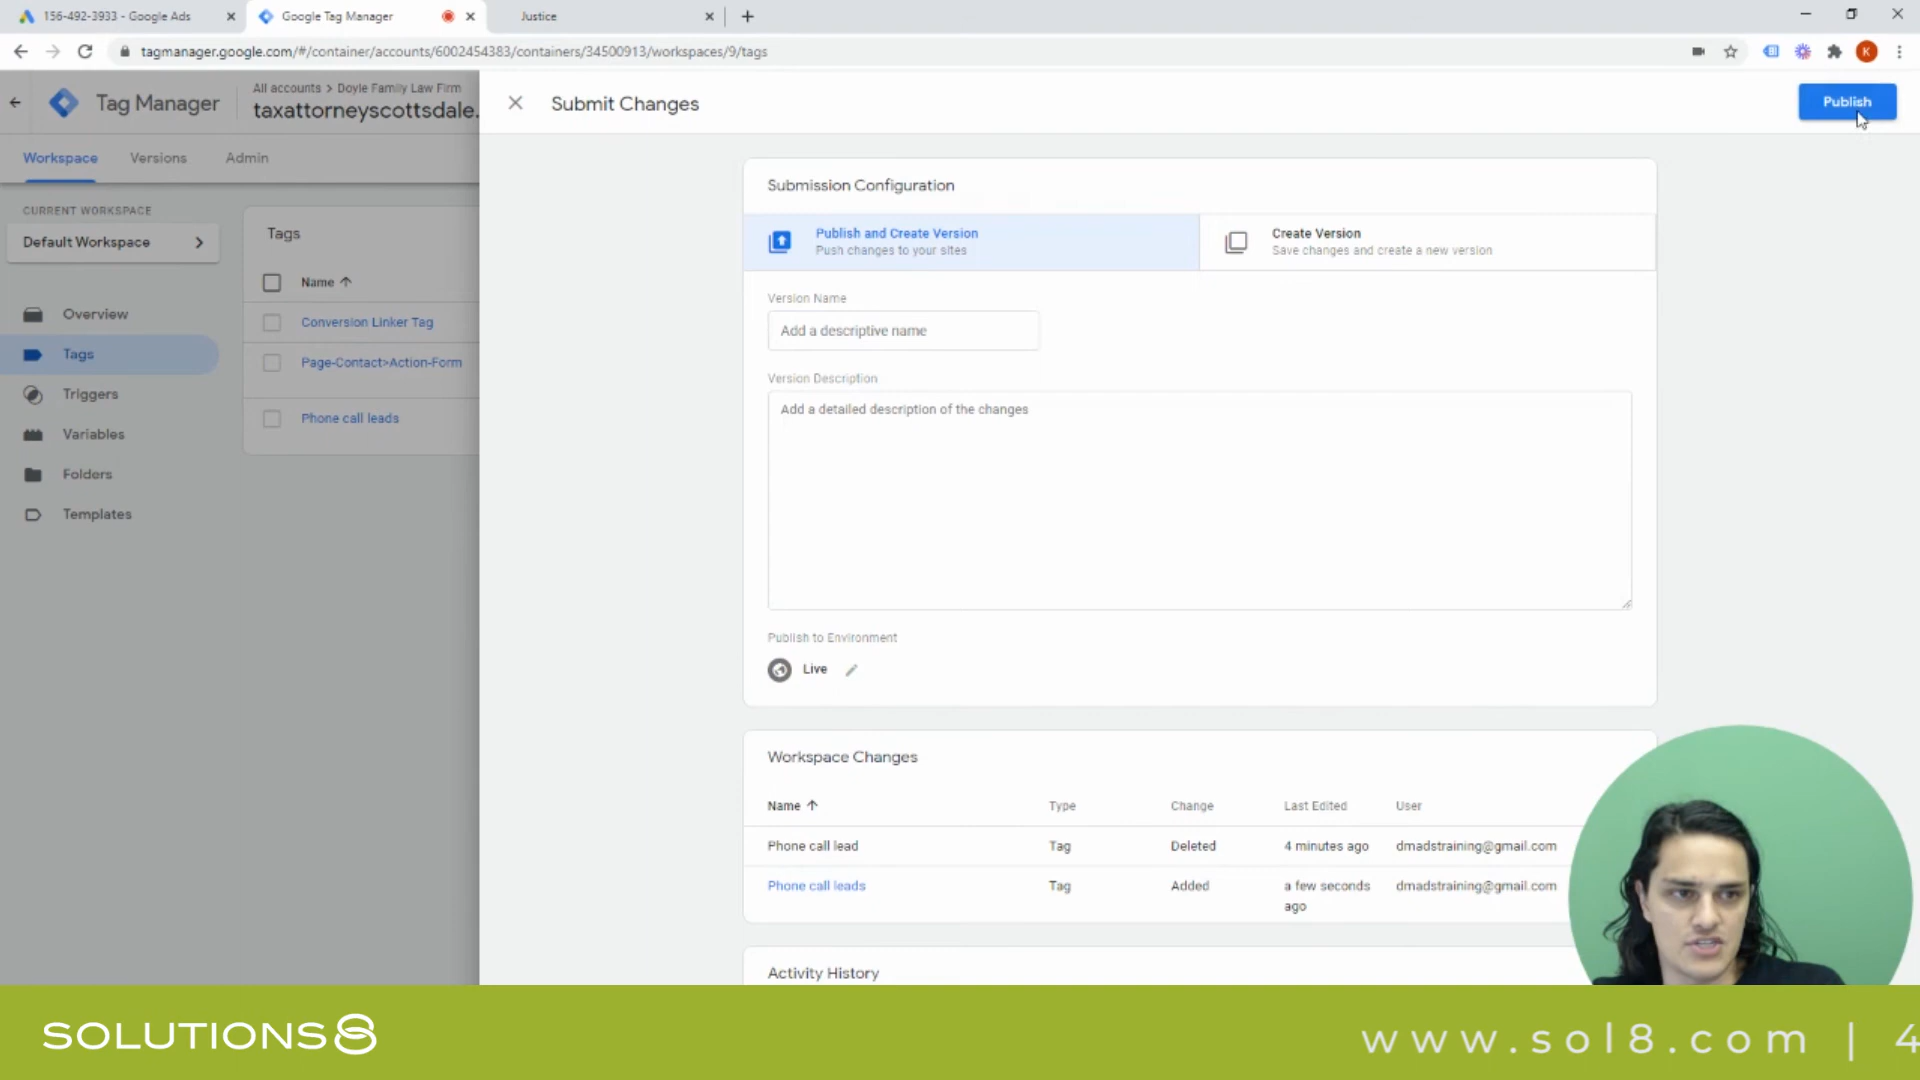 156-492-3933 - Google Ads
Google Tag Manager
Justice
tagmanager.google.com/#/container/accounts/6002454383/containers/34500913/workspaces/9/tags
K
Tag Manager
All accounts > Doyle Family Law Firm
taxattorneyscottsdale.
Submit Changes
Publish
Workspace
Versions
Admin
CURRENT WORKSPACE
Default Workspace
Overview
Tags
Triggers
Variables
Folders
Templates
Tags
Name
Conversion Linker Tag
Page-Contact>Action-Form
Phone call leads
Submission Configuration
Publish and Create Version
Push changes to your sites
Create Version
Save changes and create a new version
Version Name
Add a descriptive name
Version Description
Add a detailed description of the changes
Publish to Environment
Live
Workspace Changes
Name Type Change Last Edited User
Phone call lead Tag Deleted 4 minutes ago dmadstraining@gmail.com
Phone call leads Tag Added a few seconds ago dmadstraining@gmail.com
Activity History
SOLUTIONS8
www.sol8.com | 4